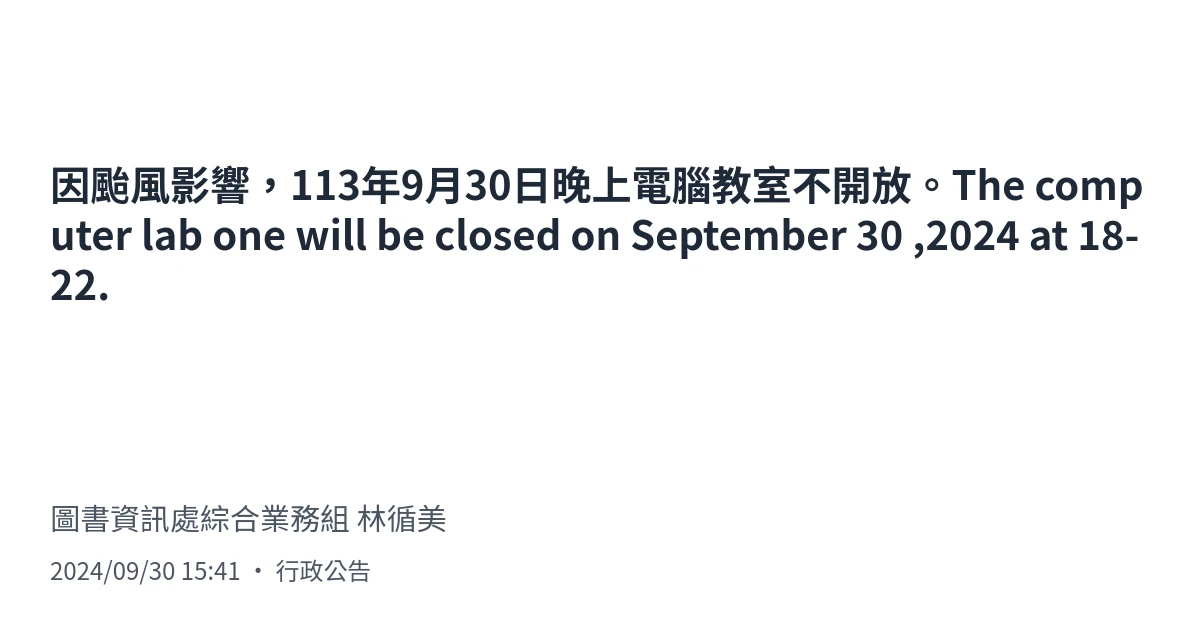 因颱風影響，113年9月30日晚上電腦教室不開放。The comp
uter lab one will be closed on September 30 ,2024 at 18-
22.
圖書資訊處綜合業務組 林循美
2024/09/30 15:41 • 行政公告